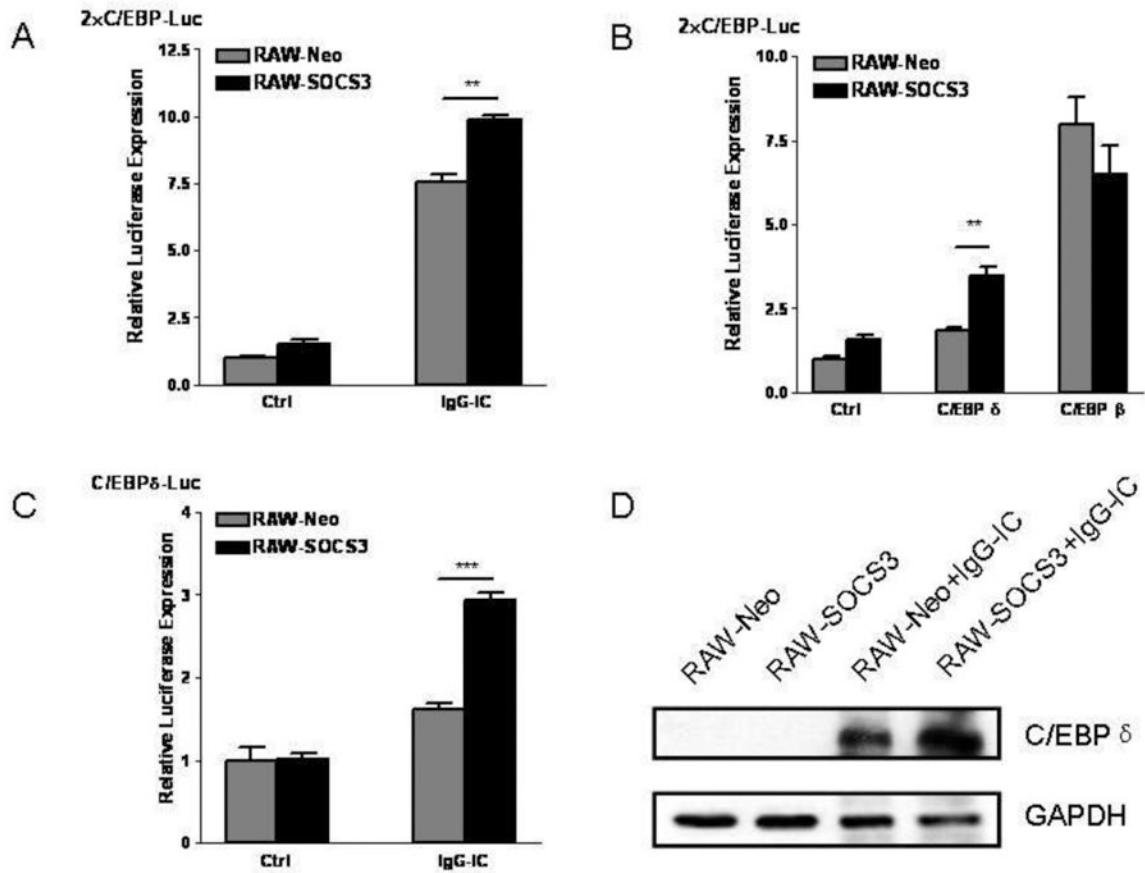 A
2xC/EBP-Luc
Relative Luciferase Expression
12.5
10.0
7.5
5.0
2.5
0.0
RAW-Neo
RAW-SOCS3
**
Ctrl
IgG-IC
B
2xC/EBP-Luc
Relative Luciferase Expression
10.0
7.5
5.0
2.5
0.0
RAW-Neo
RAW-SOCS3
**
Ctrl
C/EBP δ
C/EBP β
C
C/EBPδ-Luc
Relative Luciferase Expression
4
3
2
1
0
RAW-Neo
RAW-SOCS3
***
Ctrl
IgG-IC
D
RAW-Neo
RAW-SOCS3
RAW-Neo+IgG-IC
RAW-SOCS3+IgG-IC
C/EBP δ
GAPDH